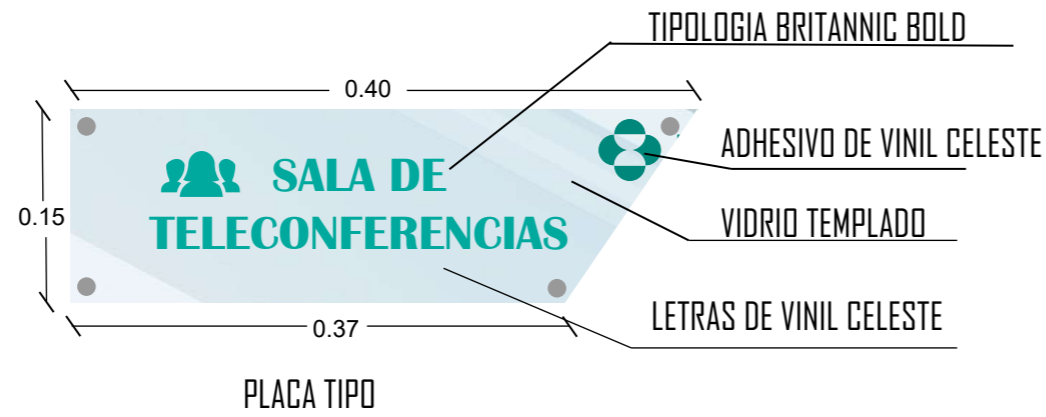 TIPOLOGIA BRITANNIC BOLD
0.40
ADHESIVO DE VINIL CELESTE
SALA DE
0.15
VIDRIO TEMPLADO
TELECONFERENCIAS
LETRAS DE VINIL CELESTE
0.37
PLACA TIPO